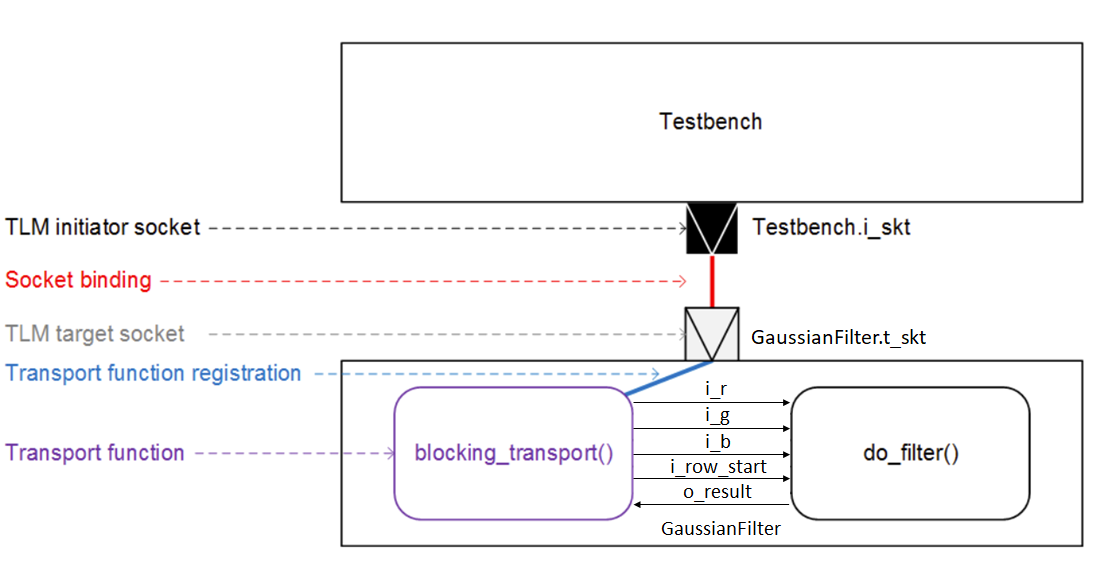 Testbench
TLM initiator socket
Testbench.i_skt
Socket binding
TLM target socket
GaussianFilter.t_skt
Transport function registration
i_r
i_g
i_b
Transport function
blocking_transport()
do_filter()
i_row_start
o_result
GaussianFilter